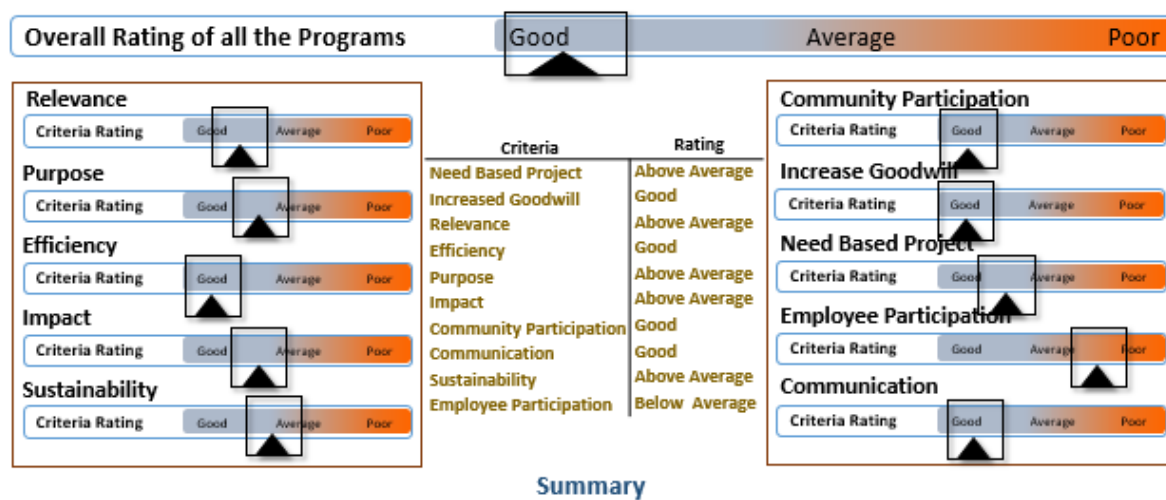 Overall Rating of all the Programs Good Average Poor
Relevance
Criteria Rating Good Average Poor
Purpose
Criteria Rating Good Average Poor
Efficiency
Criteria Rating Good Average Poor
Impact
Criteria Rating Good Average Poor
Sustainability
Criteria Rating Good Average Poor
Criteria Rating
Need Based Project Above Average
Increased Goodwill Good
Relevance Above Average
Efficiency Good
Purpose Above Average
Impact Above Average
Community Participation Good
Communication Good
Sustainability Above Average
Employee Participation Below Average
Community Participation
Criteria Rating Good Average Poor
Increase Goodwill
Criteria Rating Good Average Poor
Need Based Project
Criteria Rating Good Average Poor
Employee Participation
Criteria Rating Good Average Poor
Communication
Criteria Rating Good Average Poor
Summary